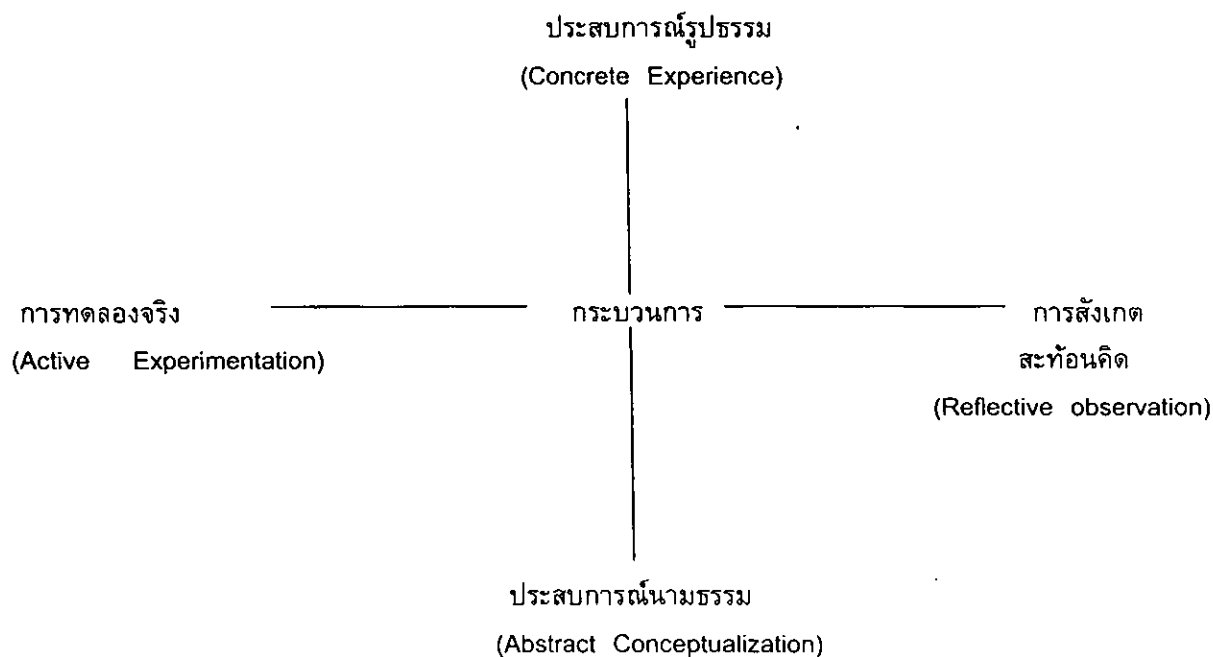 ประสบการณ์รูปธรรม
(Concrete Experience)
การทดลองจริง
(Active Experimentation)
กระบวนการ
การสังเกต
สะท้อนคิด
(Reflective observation)
ประสบการณ์นามธรรม
(Abstract Conceptualization)